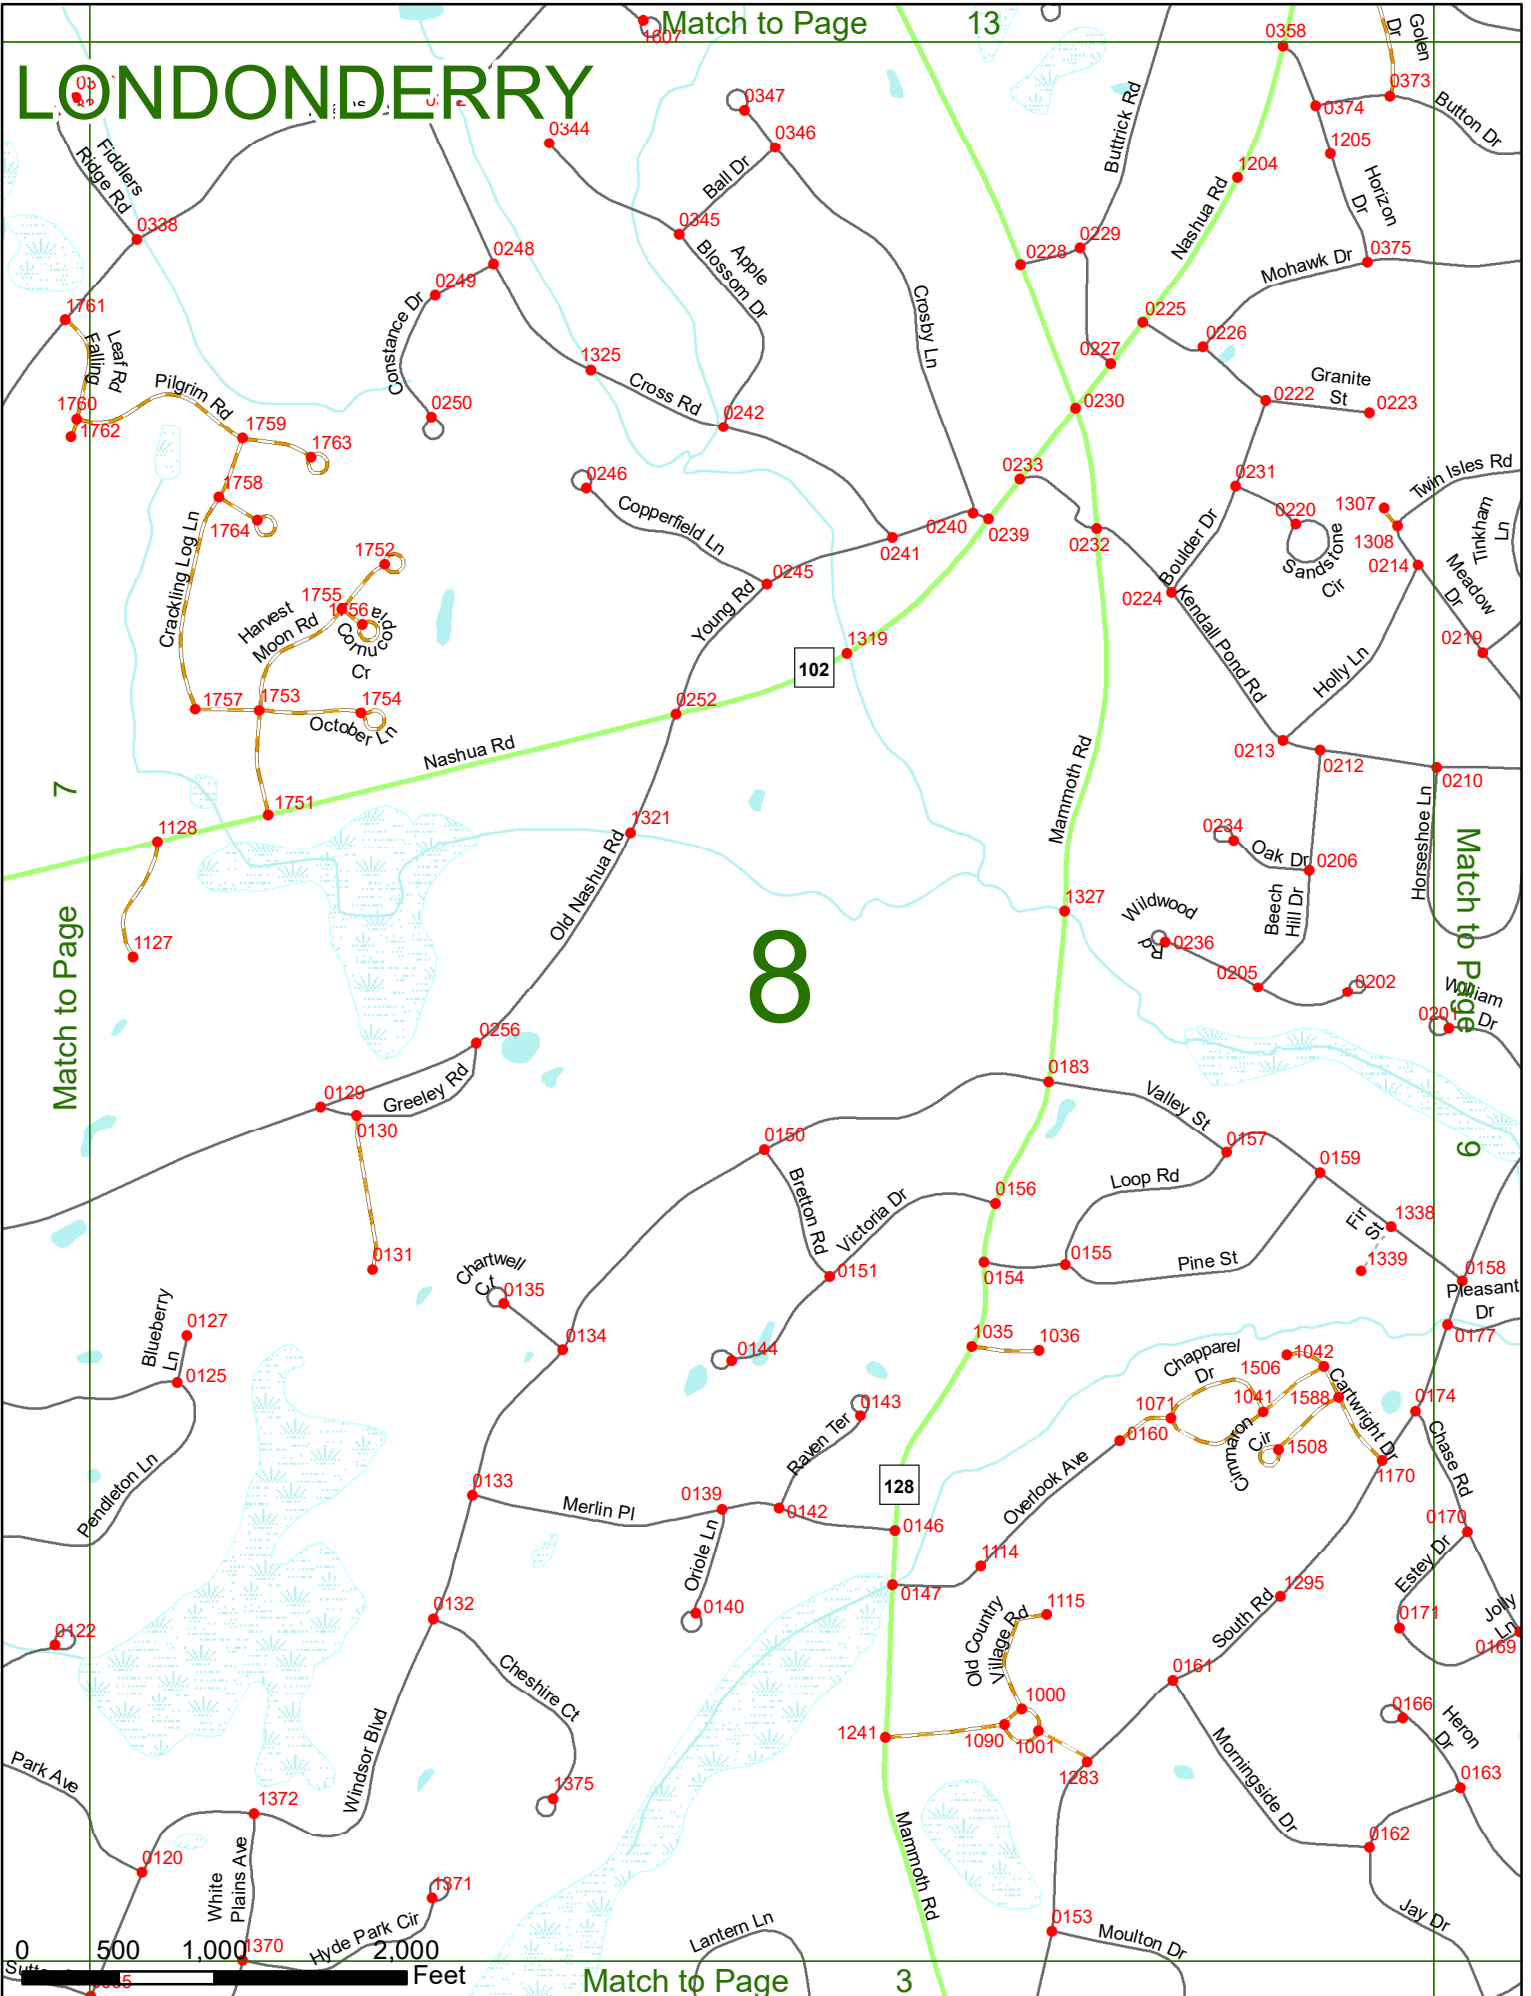 Match to Page
13
1607
LONDONDERRY
0358
Golen
Dr
0373
0374
Button Dr
1205
0347
0344
0346
Buttrick Rd
1204
Horizon
Dr
Fiddlers
Ridge Rd
Ball Dr
Nashua Rd
0338
0345
0229
0228
0375
0248
Apple
Blossom Dr
Mohawk Dr
0249
1761
Constance Dr
Crosby Ln
0225
0226
0227
Leaf Rd
Falling
1325
Pilgrim Rd
Cross Rd
Granite
St
0222
0223
1760
0250
0242
0230
1762
1759
1763
0233
0231
Twin Isles Rd
0246
1758
1307
Tinkham
Ln
1764
Copperfield Ln
0240
0239
0220
1308
Crackling Log Ln
0241
0232
Boulder Dr
Sandstone
Cir
0214
Meadow
Dr
1752
0245
0224
Kendall Pond Rd
1755
1756
Harvest
Moon Rd
Cornucopia
Cr
Young Rd
Holly Ln
0219
1319
102
1757
1753
1754
October Ln
0252
Nashua Rd
0213
0212
0210
Mammoth Rd
7
1751
1128
1321
0234
Oak Dr
0206
Horseshoe Ln
Match to Page
Old Nashua Rd
Beech
Hill Dr
Wildwood
Rd
1327
0236
8
1127
0205
0202
William
Dr
0201
Match to Page
0256
0129
Greeley Rd
0130
0183
Valley St
0150
0157
0159
9
Bretton Rd
Victoria Dr
0156
Loop Rd
Fir
St
1338
0131
Chartwell
Ct
0135
0151
0154
0155
Pine St
1339
0158
Pleasant
Dr
Blueberry
Ln
0127
0134
0144
1035
1036
0177
Chapparel
Dr
1506
1042
0125
1041
1588
Cartwright Dr
0174
0143
1071
0160
Cimmaron
Cir
1508
Chase Rd
Raven Ter
1170
Pendleton Ln
0133
Merlin Pl
0139
0142
128
0146
Overlook Ave
0170
1114
Oriole Ln
Estey Dr
0147
1295
0132
0140
Old Country
Village Rd
1115
South Rd
0171
Jolly
Ln
0169
0122
Cheshire Ct
0161
1000
0166
Heron
Dr
1241
1090
1001
1283
Park Ave
Windsor Blvd
1375
Morningside Dr
0163
1372
0162
0120
White
Plains Ave
1371
Mammoth Rd
Jay Dr
Hyde Park Cir
Lantern Ln
0153
Moulton Dr
1370
0
500
1,000
2,000
Feet
Match to Page
3